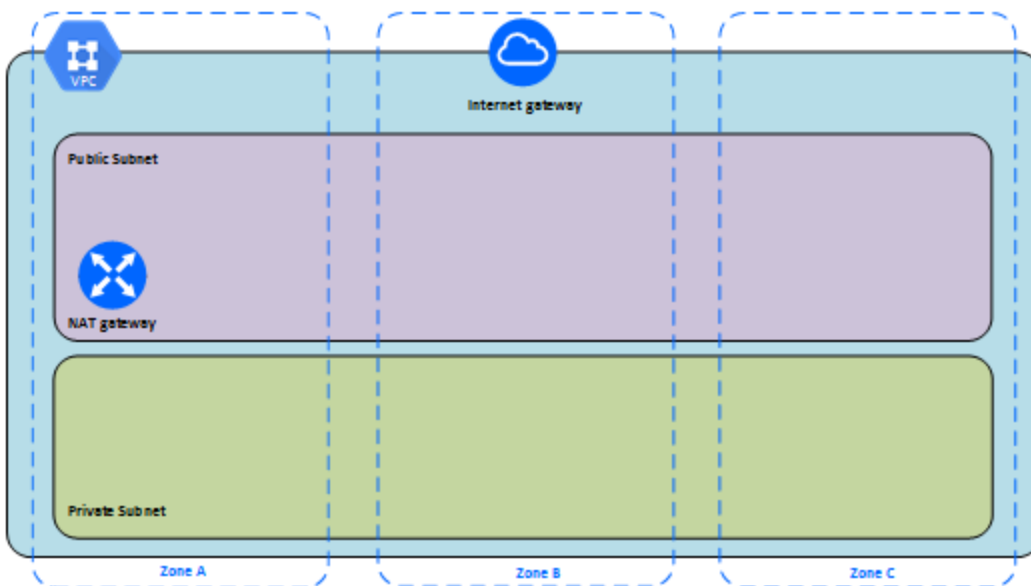 VPC
Internet gateway
Public Subnet
NAT gateway
Private Subnet
Zone A
Zone B
Zone C